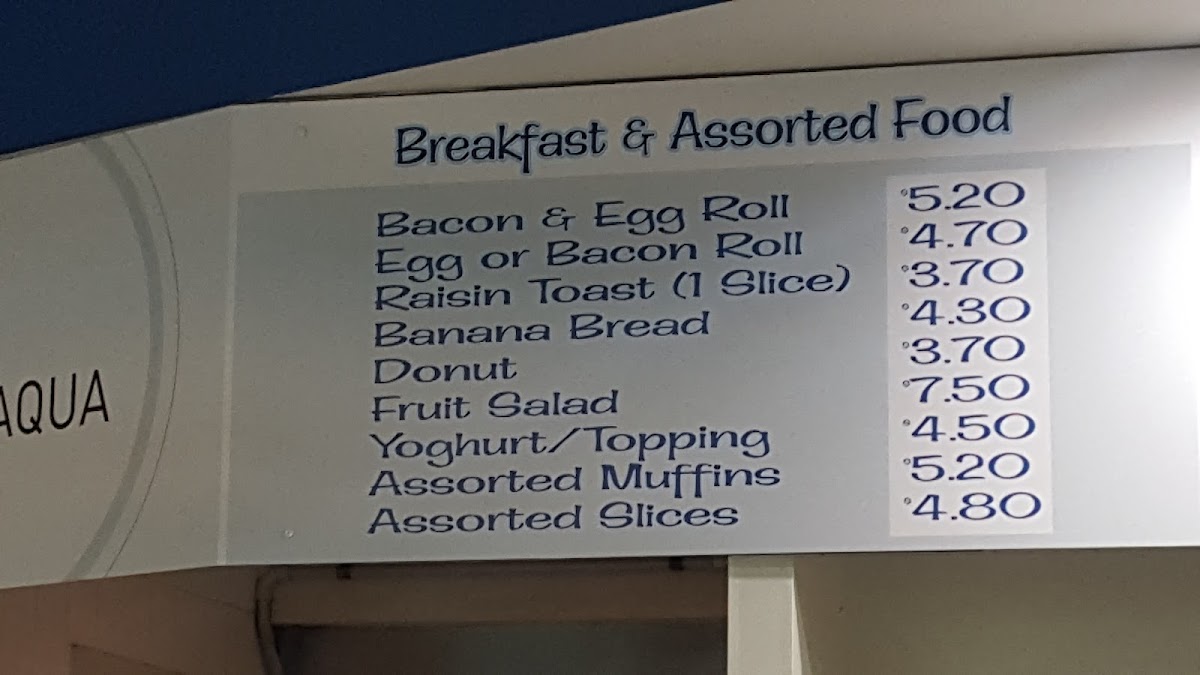 Breakfast & Assorted Food
Bacon & Egg Roll $5.20
Egg or Bacon Roll $4.70
Raisin Toast (1 Slice) $3.70
Banana Bread $4.30
Donut $3.70
Fruit Salad $7.50
Yoghurt/Topping $4.50
Assorted Muffins $5.20
Assorted Slices $4.80
AQUA